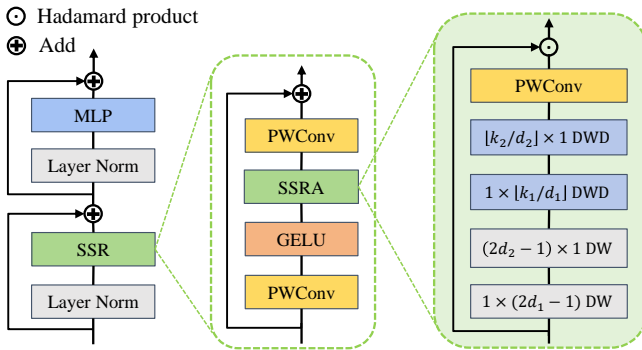 Hadamard product
Add
MLP
Layer Norm
SSR
Layer Norm
PWConv
SSRA
GELU
PWConv
PWConv
⌊k₂/d₂⌋ × 1 DWD
1 × ⌊k₁/d₁⌋ DWD
(2d₂ − 1) × 1 DW
1 × (2d₁ − 1) DW